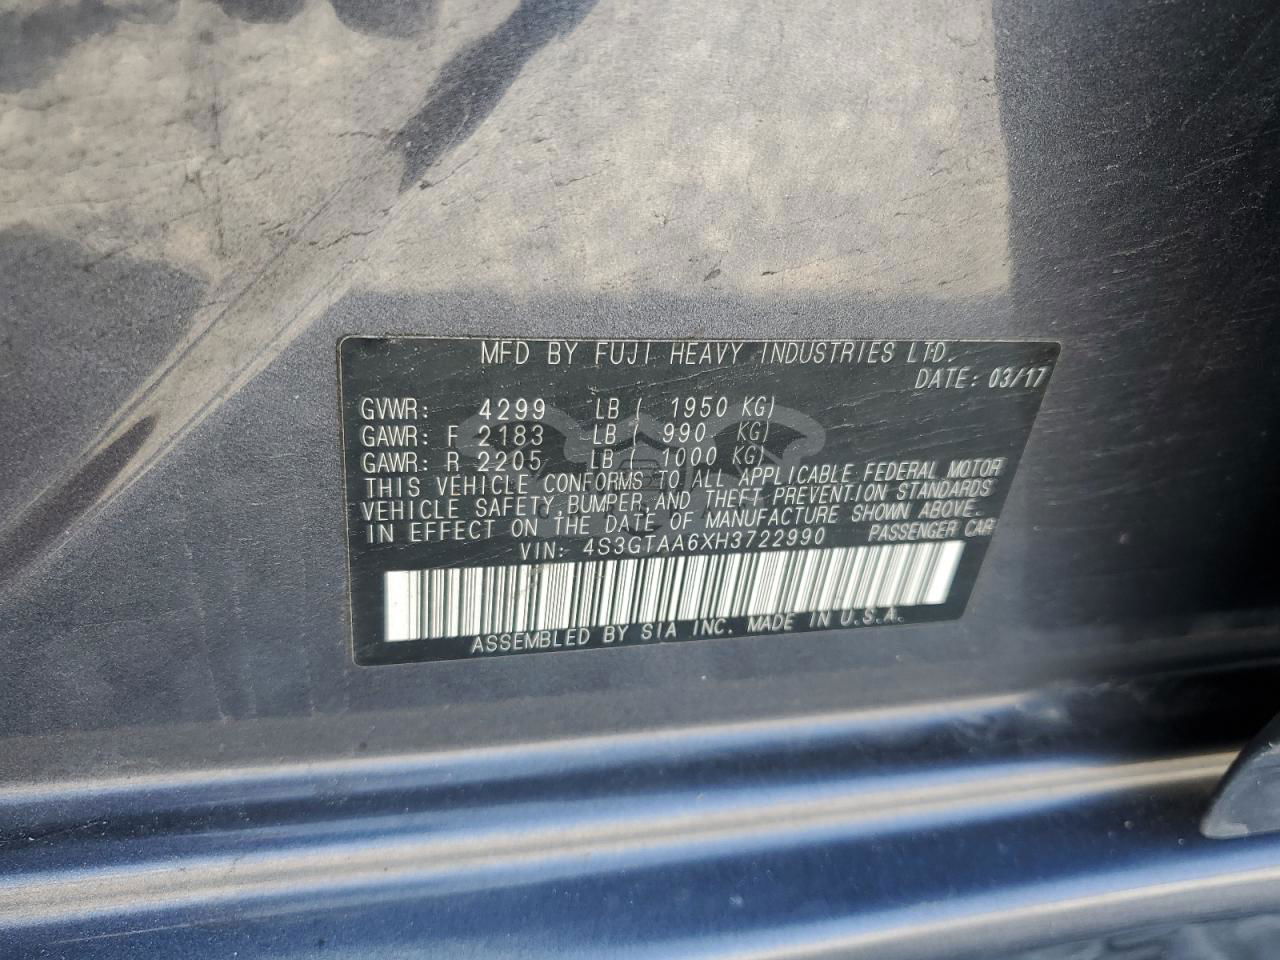 MFD BY FUJI HEAVY INDUSTRIES LTD.
DATE: 03/17
GVWR: 4299 LB ( 1950 KG)
GAWR: F 2183 LB ( 990 KG)
GAWR: R 2205 LB ( 1000 KG)
THIS VEHICLE CONFORMS TO ALL APPLICABLE FEDERAL MOTOR
VEHICLE SAFETY, BUMPER, AND THEFT PREVENTION STANDARDS
IN EFFECT ON THE DATE OF MANUFACTURE SHOWN ABOVE.
VIN: 4S3GTAA6XH3722990 PASSENGER CAR
ASSEMBLED BY SIA INC. MADE IN U.S.A.